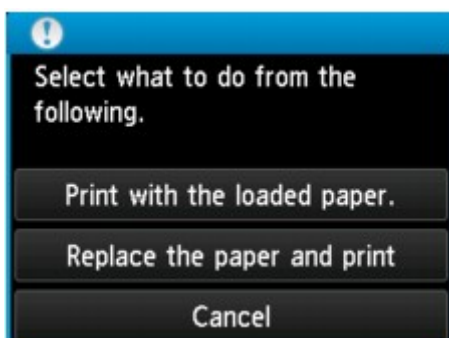 Select what to do from the
following.
Print with the loaded paper.
Replace the paper and print
Cancel